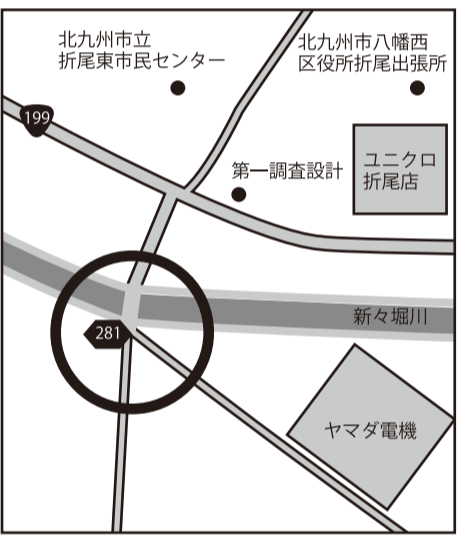 北九州市立
折尾東市民センター
北九州市八幡西
区役所折尾出張所
199
第一調査設計
ユニクロ
折尾店
新々堀川
281
ヤマダ電機